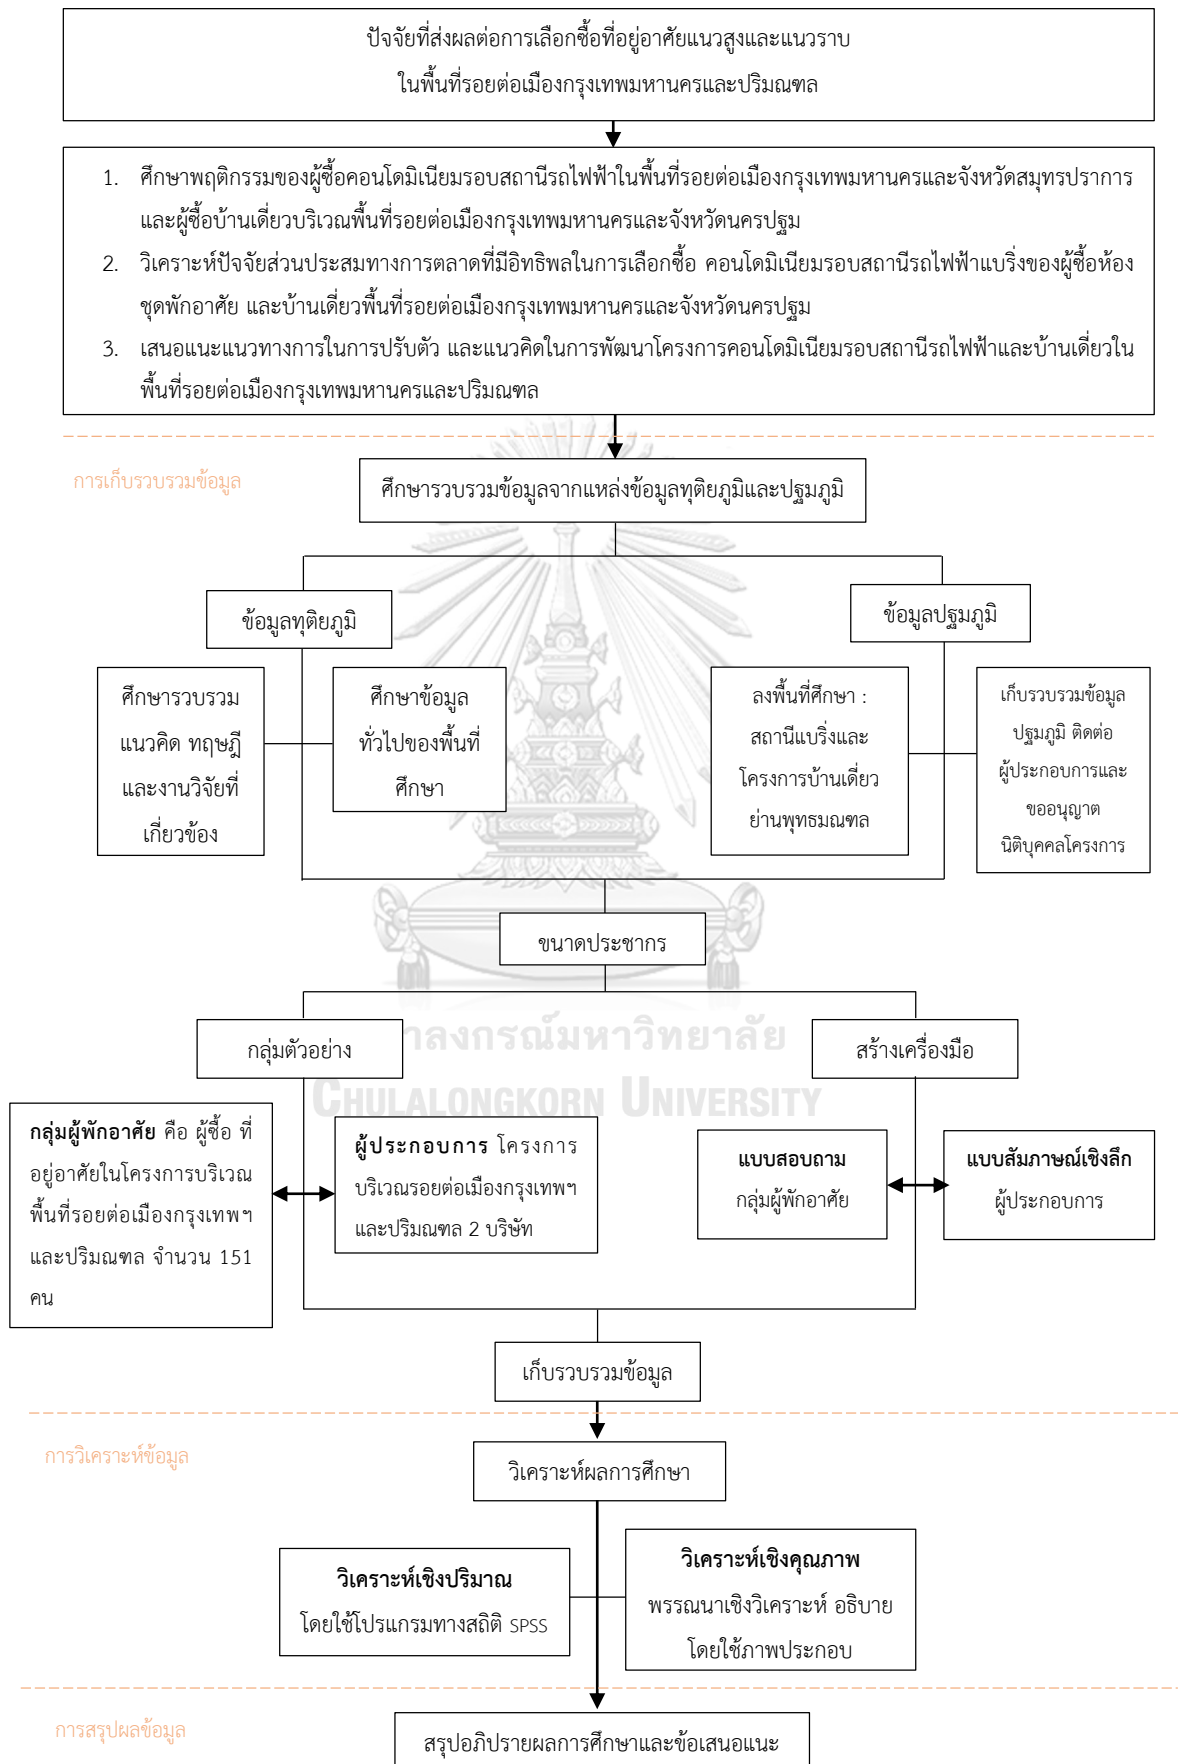 ปัจจัยที่ส่งผลต่อการเลือกซื้อที่อยู่อาศัยแนวสูงและแนวราบ
ในพื้นที่รอยต่อเมืองกรุงเทพมหานครและปริมณฑล
1. ศึกษาพฤติกรรมของผู้ซื้อคอนโดมิเนียมรอบสถานีรถไฟฟ้าในพื้นที่รอยต่อเมืองกรุงเทพมหานครและจังหวัดสมุทรปราการ
และผู้ซื้อบ้านเดี่ยวบริเวณพื้นที่รอยต่อเมืองกรุงเทพมหานครและจังหวัดนครปฐม
2. วิเคราะห์ปัจจัยส่วนประสมทางการตลาดที่มีอิทธิพลในการเลือกซื้อ คอนโดมิเนียมรอบสถานีรถไฟฟ้าแบริ่งของผู้ซื้อห้อง
ชุดพักอาศัย และบ้านเดี่ยวพื้นที่รอยต่อเมืองกรุงเทพมหานครและจังหวัดนครปฐม
3. เสนอแนะแนวทางการในการปรับตัว และแนวคิดในการพัฒนาโครงการคอนโดมิเนียมรอบสถานีรถไฟฟ้าและบ้านเดี่ยวใน
พื้นที่รอยต่อเมืองกรุงเทพมหานครและปริมณฑล
การเก็บรวบรวมข้อมูล
ศึกษารวบรวมข้อมูลจากแหล่งข้อมูลทุติยภูมิและปฐมภูมิ
ข้อมูลทุติยภูมิ
ข้อมูลปฐมภูมิ
ศึกษารวบรวม
แนวคิด ทฤษฎี
และงานวิจัยที่
เกี่ยวข้อง
ศึกษาข้อมูล
ทั่วไปของพื้นที่
ศึกษา
ลงพื้นที่ศึกษา :
สถานีแบริ่งและ
โครงการบ้านเดี่ยว
ย่านพุทธมณฑล
เก็บรวบรวมข้อมูล
ปฐมภูมิ ติดต่อ
ผู้ประกอบการและ
ขออนุญาต
นิติบุคคลโครงการ
ขนาดประชากร
กลุ่มตัวอย่าง
าลงกรณ์มหาวิทยาลัย
สร้างเครื่องมือ
CHULALONGKORN UNIVERSITY
กลุ่มผู้พักอาศัย คือ ผู้ซื้อ ที่
อยู่อาศัยในโครงการบริเวณ
พื้นที่รอยต่อเมืองกรุงเทพฯ
และปริมณฑล จำนวน 151
คน
ผู้ประกอบการ โครงการ
บริเวณรอยต่อเมืองกรุงเทพฯ
และปริมณฑล 2 บริษัท
แบบสอบถาม
กลุ่มผู้พักอาศัย
แบบสัมภาษณ์เชิงลึก
ผู้ประกอบการ
เก็บรวบรวมข้อมูล
การวิเคราะห์ข้อมูล
วิเคราะห์ผลการศึกษา
วิเคราะห์เชิงปริมาณ
โดยใช้โปรแกรมทางสถิติ SPSS
วิเคราะห์เชิงคุณภาพ
พรรณนาเชิงวิเคราะห์ อธิบาย
โดยใช้ภาพประกอบ
การสรุปผลข้อมูล
สรุปอภิปรายผลการศึกษาและข้อเสนอแนะ